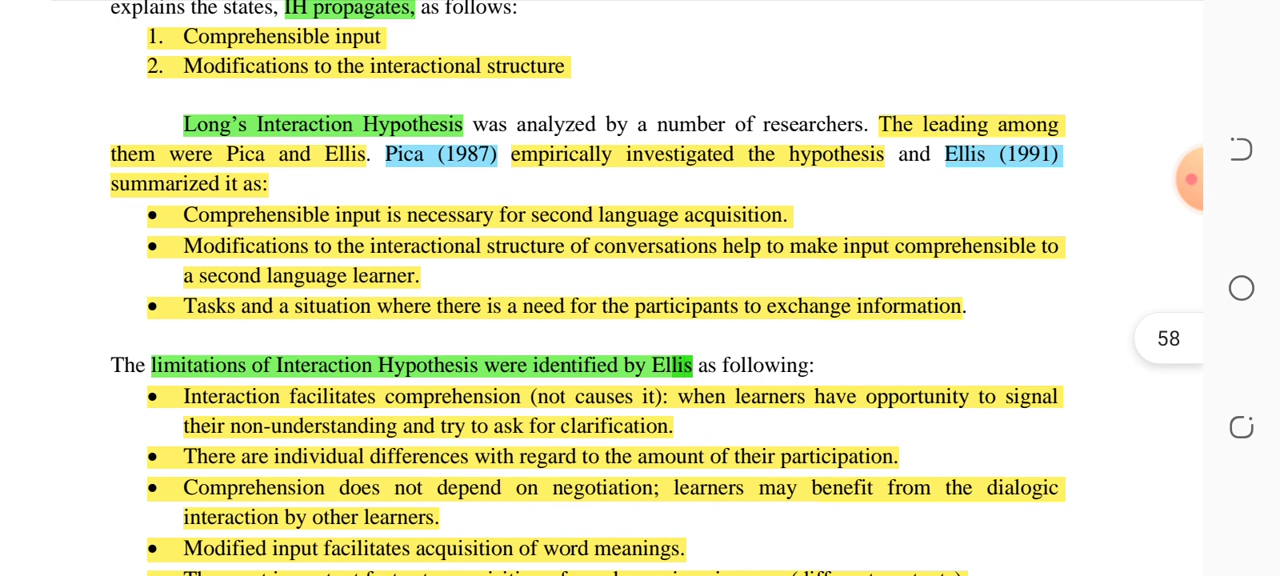 explains the states, IH propagates, as follows:
1. Comprehensible input
2. Modifications to the interactional structure
Long's Interaction Hypothesis was analyzed by a number of researchers. The leading among
them were Pica and Ellis. Pica (1987) empirically investigated the hypothesis and Ellis (1991)
summarized it as:
• Comprehensible input is necessary for second language acquisition.
• Modifications to the interactional structure of conversations help to make input comprehensible to
a second language learner.
• Tasks and a situation where there is a need for the participants to exchange information.
58
The limitations of Interaction Hypothesis were identified by Ellis as following:
• Interaction facilitates comprehension (not causes it): when learners have opportunity to signal
their non-understanding and try to ask for clarification.
• There are individual differences with regard to the amount of their participation.
• Comprehension does not depend on negotiation; learners may benefit from the dialogic
interaction by other learners.
• Modified input facilitates acquisition of word meanings.